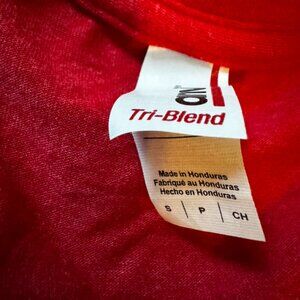 Tri-Blend
Made in Honduras
Fabriqué au Honduras
Hecho en Honduras
S | P | CH